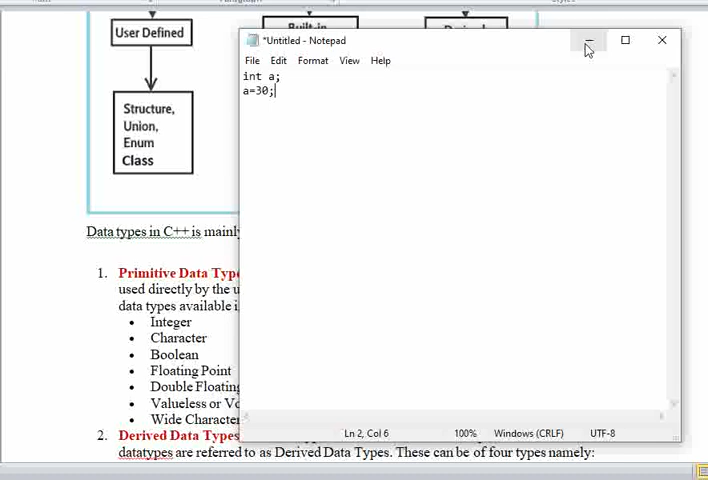 User Defined
Structure,
Union,
Enum
Class
*Untitled - Notepad
File Edit Format View Help
int a;
a=30;
Ln 2, Col 6 100% Windows (CRLF) UTF-8
Data types in C++ is mainly
1. Primitive Data Type
used directly by the u
data types available i
• Integer
• Character
• Boolean
• Floating Point
• Double Floating
• Valueless or Vo
• Wide Character
2. Derived Data Types
datatypes are referred to as Derived Data Types. These can be of four types namely: